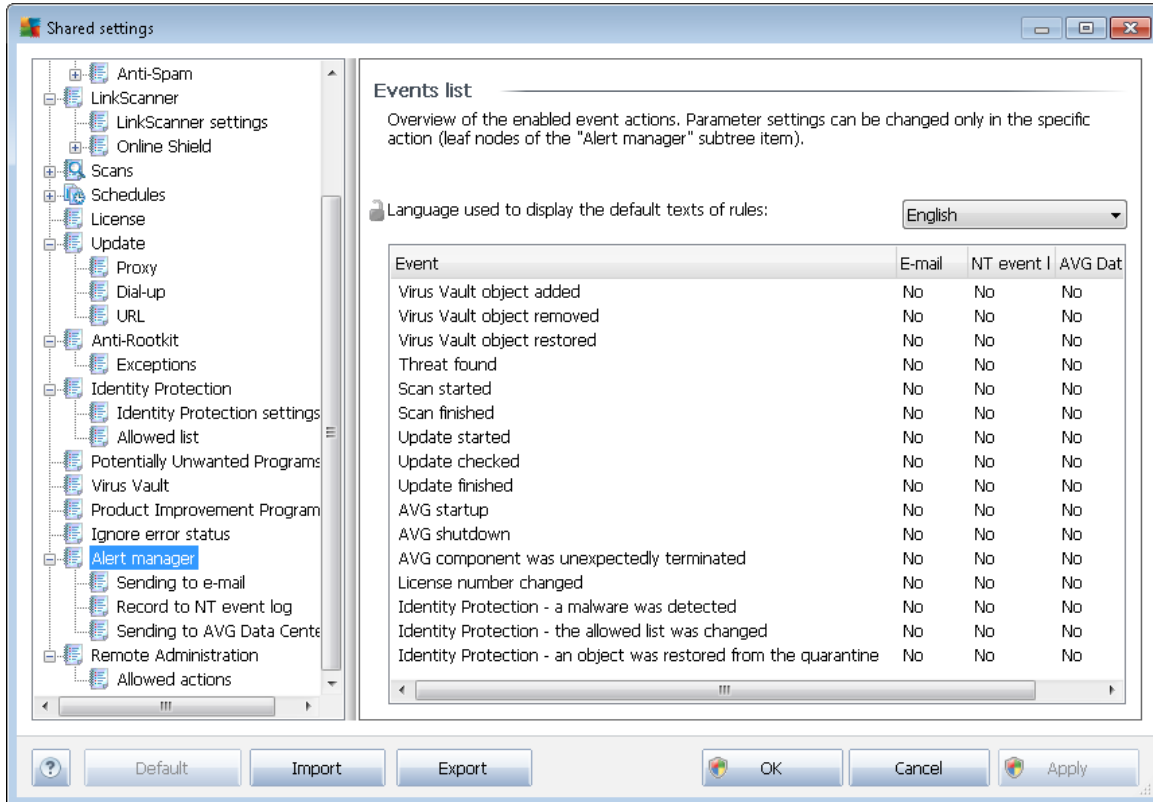 Shared settings
Anti-Spam
LinkScanner
LinkScanner settings
Online Shield
Scans
Schedules
License
Update
Proxy
Dial-up
URL
Anti-Rootkit
Exceptions
Identity Protection
Identity Protection settings
Allowed list
Potentially Unwanted Programs
Virus Vault
Product Improvement Program
Ignore error status
Alert manager
Sending to e-mail
Record to NT event log
Sending to AVG Data Cente
Remote Administration
Allowed actions
Events list
Overview of the enabled event actions. Parameter settings can be changed only in the specific
action (leaf nodes of the "Alert manager" subtree item).
Language used to display the default texts of rules: English
Event E-mail NT event l AVG Dat
Virus Vault object added No No No
Virus Vault object removed No No No
Virus Vault object restored No No No
Threat found No No No
Scan started No No No
Scan finished No No No
Update started No No No
Update checked No No No
Update finished No No No
AVG startup No No No
AVG shutdown No No No
AVG component was unexpectedly terminated No No No
License number changed No No No
Identity Protection - a malware was detected No No No
Identity Protection - the allowed list was changed No No No
Identity Protection - an object was restored from the quarantine No No No
? Default Import Export OK Cancel Apply